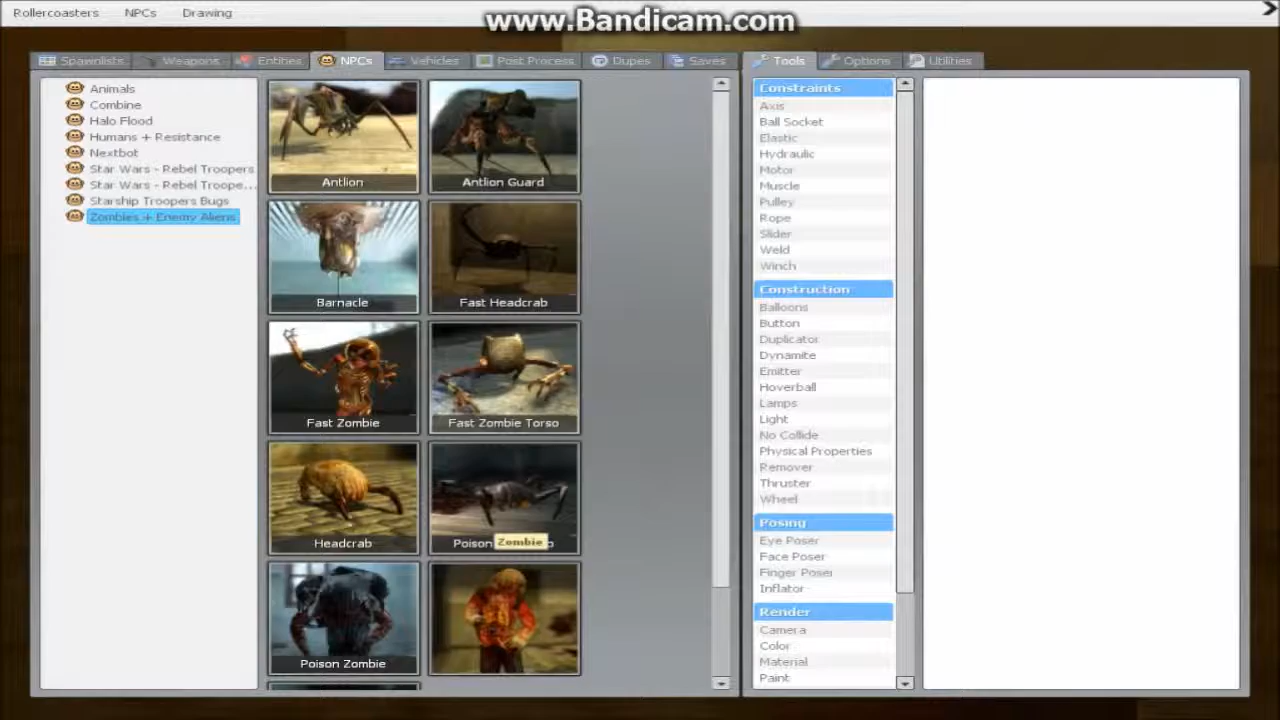 Rollercoasters NPCs Drawing
www.Bandicam.com
Spawnlists Weapons Entities NPCs Vehicles Post Process Dupes Saves Tools Options Utilities
Animals
Combine
Halo Flood
Humans + Resistance
Nextbot
Star Wars - Rebel Troopers
Star Wars - Rebel Troope...
Starship Troopers Bugs
Zombies + Enemy Aliens
Antlion
Antlion Guard
Barnacle
Fast Headcrab
Fast Zombie
Fast Zombie Torso
Headcrab
Poison
Zombie
Poison Zombie
Constraints
Axis
Ball Socket
Elastic
Hydraulic
Motor
Muscle
Pulley
Rope
Slider
Weld
Winch
Construction
Balloons
Button
Duplicator
Dynamite
Emitter
Hoverball
Lamps
Light
No Collide
Physical Properties
Remover
Thruster
Wheel
Posing
Eye Poser
Face Poser
Finger Poser
Inflator
Render
Camera
Color
Material
Paint